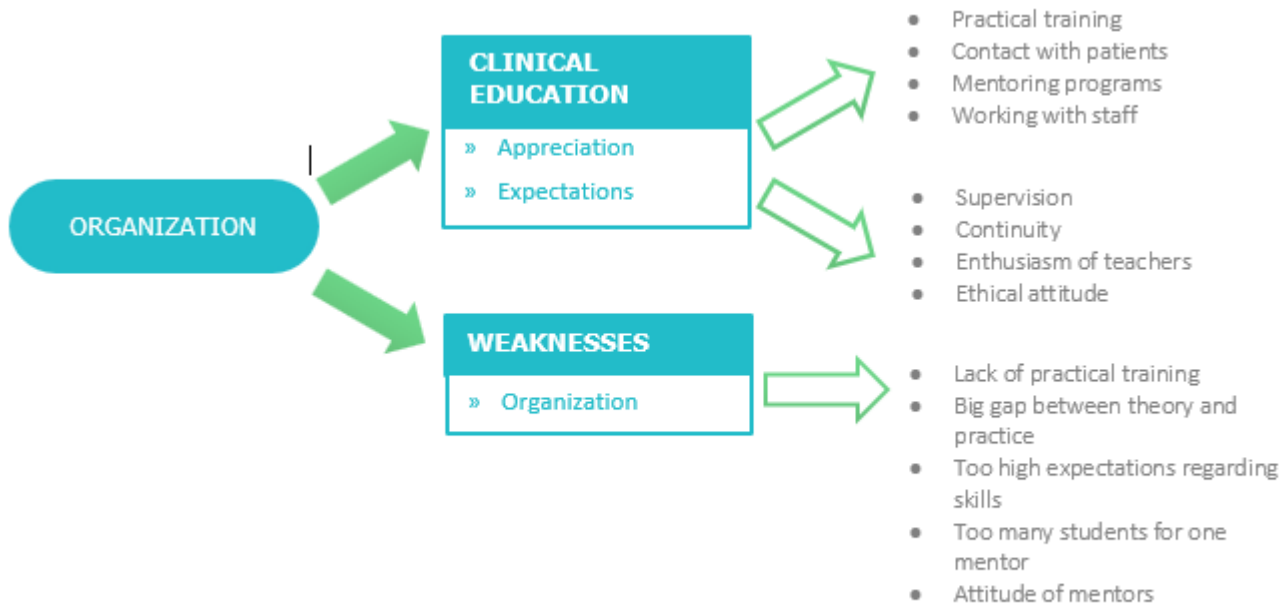 ORGANIZATION
CLINICAL
EDUCATION
» Appreciation
» Expectations
● Practical training
● Contact with patients
● Mentoring programs
● Working with staff
● Supervision
● Continuity
● Enthusiasm of teachers
● Ethical attitude
WEAKNESSES
» Organization
● Lack of practical training
● Big gap between theory and
practice
● Too high expectations regarding
skills
● Too many students for one
mentor
● Attitude of mentors